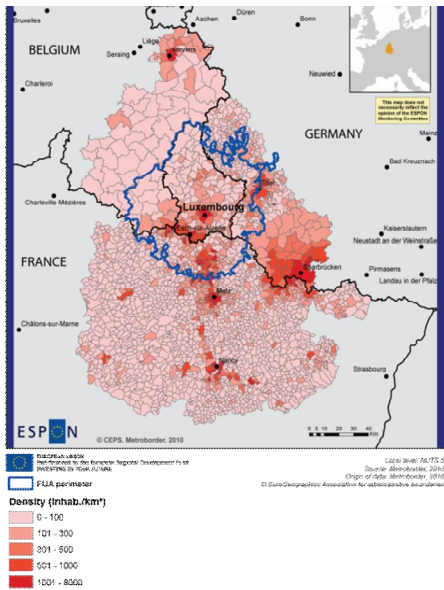 Bruxelles
Aachen
Düren
Bonn
BELGIUM
Liège
Seraing
Verviers
Neuwied
Charleroi
This map does not
necessarily reflect the
opinion of the ESPON
Monitoring Committee
GERMANY
Mainz
Bad Kreuznach
Trier
Charleville-Mézières
Luxembourg
Esch-sur-Alzette
Kaiserslautern
Neustadt an der Weinstraße
FRANCE
Saarbrücken
Pirmasens
Landau in der Pfalz
Metz
Châlons-sur-Marne
Nancy
Strasbourg
ESPON
© CEPS, Metroborder, 2010
0 5 10 20 30 40
Km
EUROPEAN UNION
Part-financed by the European Regional Development Fund
INVESTING IN YOUR FUTURE
Local level: NUTS 5
Source: Metroborder, 2010
Origin of data: Metroborder, 2010
© EuroGeographics Association for administrative boundaries
FUA perimeter
Density (inhab./km²)
0 - 100
101 - 300
301 - 500
501 - 1000
1001 - 8000